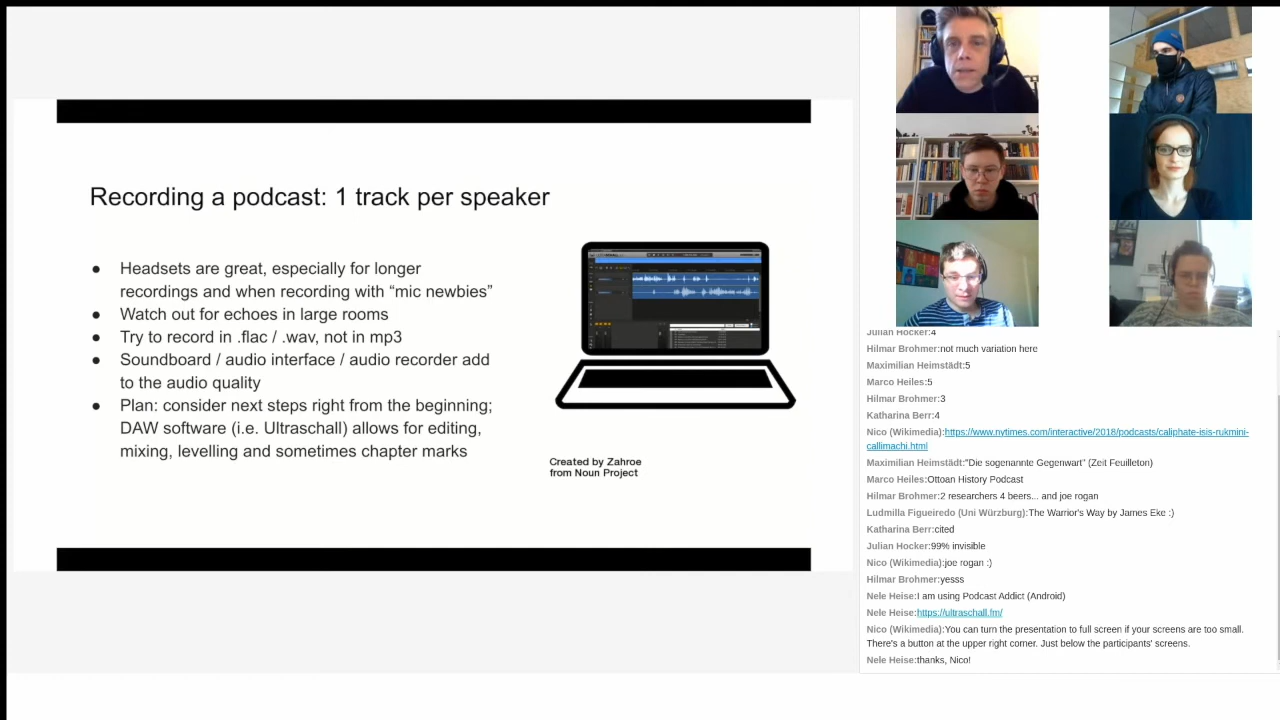 Recording a podcast: 1 track per speaker
● Headsets are great, especially for longer
recordings and when recording with “mic newbies”
● Watch out for echoes in large rooms
● Try to record in .flac / .wav, not in mp3
● Soundboard / audio interface / audio recorder add
to the audio quality
● Plan: consider next steps right from the beginning;
DAW software (i.e. Ultraschall) allows for editing,
mixing, levelling and sometimes chapter marks
Created by Zahroe
from Noun Project
Julian Hocker:4
Hilmar Brohmer:not much variation here
Maximilian Heimstädt:5
Marco Heiles:5
Hilmar Brohmer:3
Katharina Berr:4
Nico (Wikimedia):https://www.nytimes.com/interactive/2018/podcasts/caliphate-isis-rukmini-
callimachi.html
Maximilian Heimstädt:"Die sogenannte Gegenwart" (Zeit Feuilleton)
Marco Heiles:Ottoan History Podcast
Hilmar Brohmer:2 researchers 4 beers... and joe rogan
Ludmilla Figueiredo (Uni Würzburg):The Warrior's Way by James Eke :)
Katharina Berr:cited
Julian Hocker:99% invisible
Nico (Wikimedia):joe rogan :)
Hilmar Brohmer:yesss
Nele Heise:I am using Podcast Addict (Android)
Nele Heise:https://ultraschall.fm/
Nico (Wikimedia):You can turn the presentation to full screen if your screens are too small.
There's a button at the upper right corner. Just below the participants' screens.
Nele Heise:thanks, Nico!